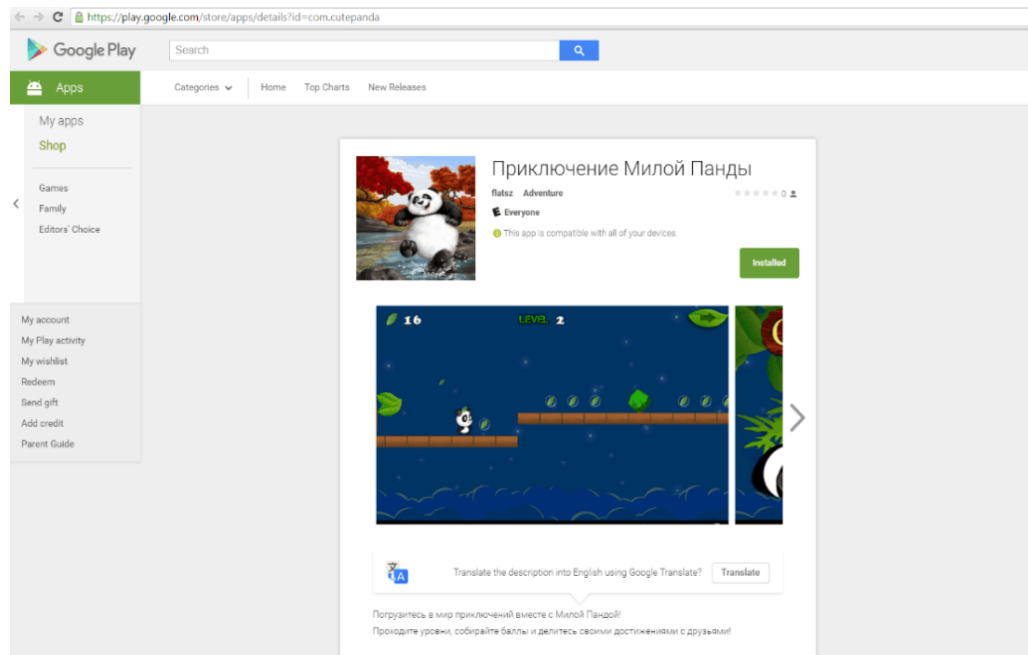 https://play.google.com/store/apps/details?id=com.cutepanda
Google Play
Search
Apps
Categories
Home
Top Charts
New Releases
My apps
Shop
Games
Family
Editors' Choice
My account
My Play activity
My wishlist
Redeem
Send gift
Add credit
Parent Guide
Приключение Милой Панды
flatsz Adventure
0
E Everyone
This app is compatible with all of your devices.
Installed
16
LEVEL 2
Translate the description into English using Google Translate?
Translate
Погрузитесь в мир приключений вместе с Милой Пандой!
Проходите уровни, собирайте баллы и делитесь своими достижениями с друзьями!